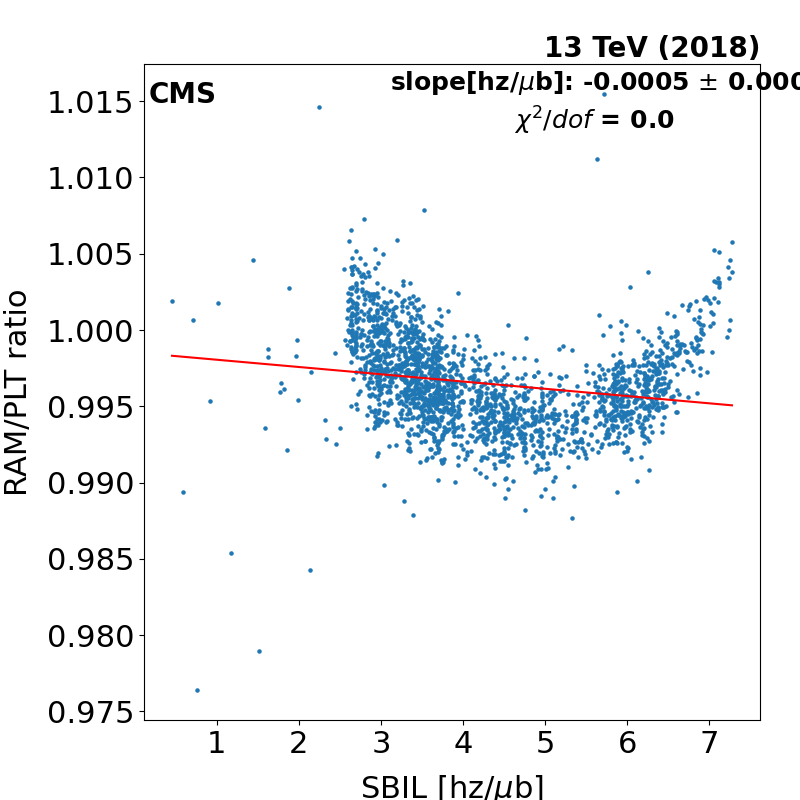 13 TeV (2018)
CMS
slope[hz/μb]: -0.0005 ± 0.000
χ²/dof = 0.0
1.015
1.010
1.005
1.000
0.995
0.990
0.985
0.980
0.975
RAM/PLT ratio
1 2 3 4 5 6 7
SBIL [hz/μb]